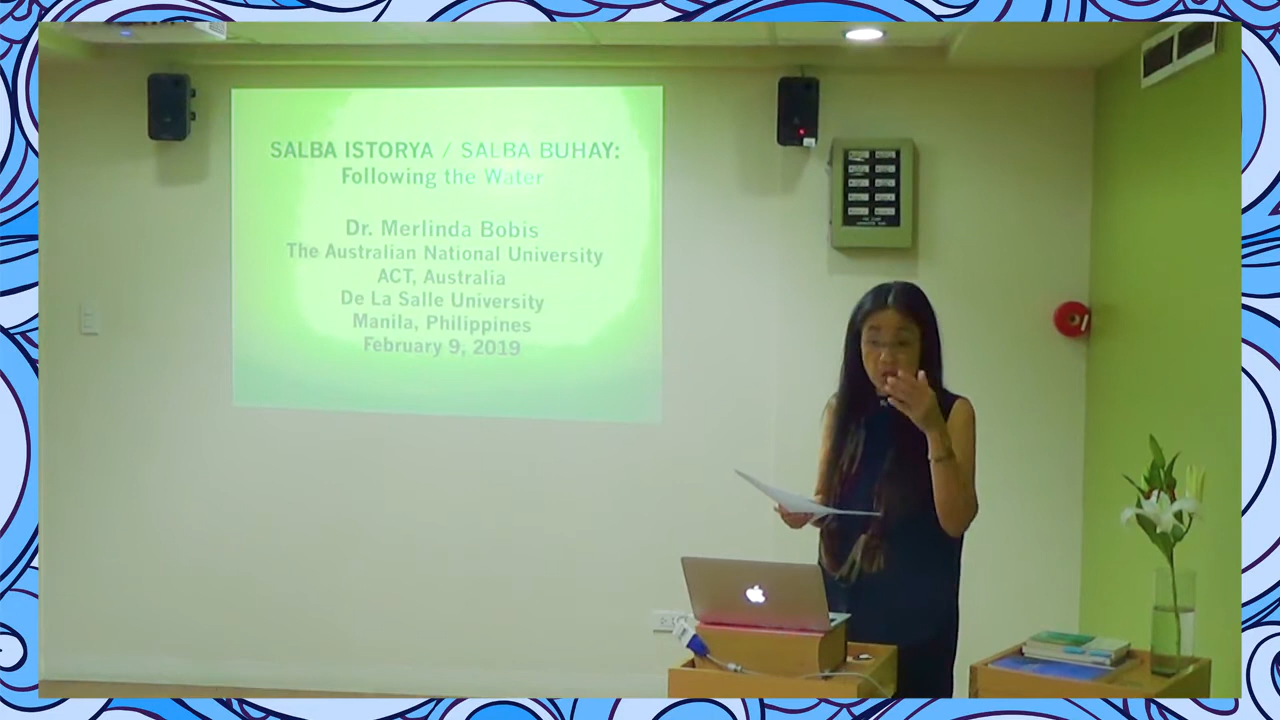 SALBA ISTORYA / SALBA BUHAY:
Following the Water
Dr. Merlinda Bobis
The Australian National University
ACT, Australia
De La Salle University
Manila, Philippines
February 9, 2019